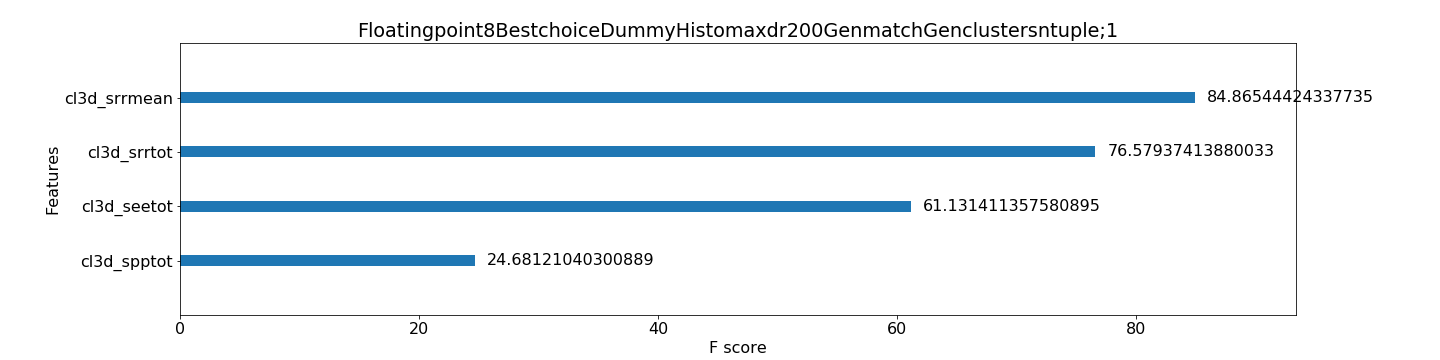 Floatingpoint8BestchoiceDummyHistomaxdr200GenmatchGenclustersntuple;1
Features
cl3d_srrmean 84.86544424337735
cl3d_srrtot 76.57937413880033
cl3d_seetot 61.131411357580895
cl3d_spptot 24.68121040300889
0 20 40 60 80
F score